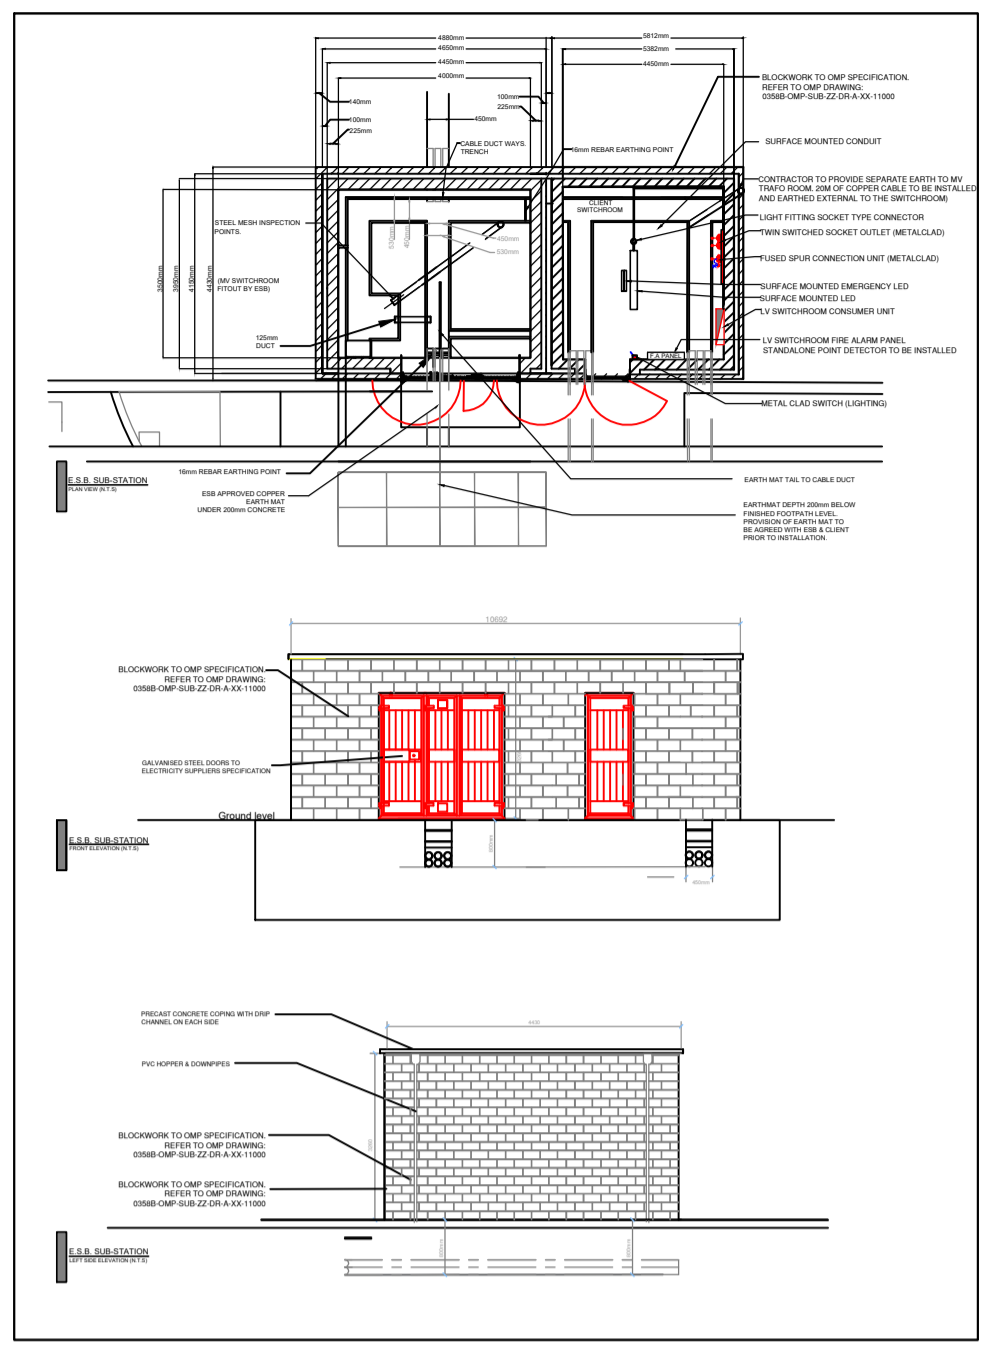 4880mm
5812mm
4650mm
5382mm
4450mm
4450mm
4000mm
BLOCKWORK TO OMP SPECIFICATION.
REFER TO OMP DRAWING:
0358B-OMP-SUB-ZZ-DR-A-XX-11000
140mm
100mm
225mm
100mm
225mm
450mm
CABLE DUCT WAYS.
TRENCH
16mm REBAR EARTHING POINT
SURFACE MOUNTED CONDUIT
CONTRACTOR TO PROVIDE SEPARATE EARTH TO MV
TRAFO ROOM. 20M OF COPPER CABLE TO BE INSTALLED
AND EARTHED EXTERNAL TO THE SWITCHROOM)
CLIENT
SWITCHROOM
LIGHT FITTING SOCKET TYPE CONNECTOR
STEEL MESH INSPECTION
POINTS.
TWIN SWITCHED SOCKET OUTLET (METALCLAD)
530mm
450mm
450mm
530mm
FUSED SPUR CONNECTION UNIT (METALCLAD)
3500mm
3950mm
4150mm
4430mm
(MV SWITCHROOM
FITOUT BY ESB)
SURFACE MOUNTED EMERGENCY LED
SURFACE MOUNTED LED
LV SWITCHROOM CONSUMER UNIT
125mm
DUCT
LV SWITCHROOM FIRE ALARM PANEL
STANDALONE POINT DETECTOR TO BE INSTALLED
F.A PANEL
METAL CLAD SWITCH (LIGHTING)
16mm REBAR EARTHING POINT
E.S.B. SUB-STATION
PLAN VIEW (N.T.S)
EARTH MAT TAIL TO CABLE DUCT
ESB APPROVED COPPER
EARTH MAT
UNDER 200mm CONCRETE
EARTHMAT DEPTH 200mm BELOW
FINISHED FOOTPATH LEVEL.
PROVISION OF EARTH MAT TO
BE AGREED WITH ESB & CLIENT
PRIOR TO INSTALLATION.
10692
BLOCKWORK TO OMP SPECIFICATION.
REFER TO OMP DRAWING:
0358B-OMP-SUB-ZZ-DR-A-XX-11000
GALVANISED STEEL DOORS TO
ELECTRICITY SUPPLIERS SPECIFICATION
Ground level
E.S.B. SUB-STATION
FRONT ELEVATION (N.T.S)
450mm
PRECAST CONCRETE COPING WITH DRIP
CHANNEL ON EACH SIDE
4430
PVC HOPPER & DOWNPIPES
BLOCKWORK TO OMP SPECIFICATION.
REFER TO OMP DRAWING:
0358B-OMP-SUB-ZZ-DR-A-XX-11000
BLOCKWORK TO OMP SPECIFICATION.
REFER TO OMP DRAWING:
0358B-OMP-SUB-ZZ-DR-A-XX-11000
E.S.B. SUB-STATION
LEFT SIDE ELEVATION (N.T.S)